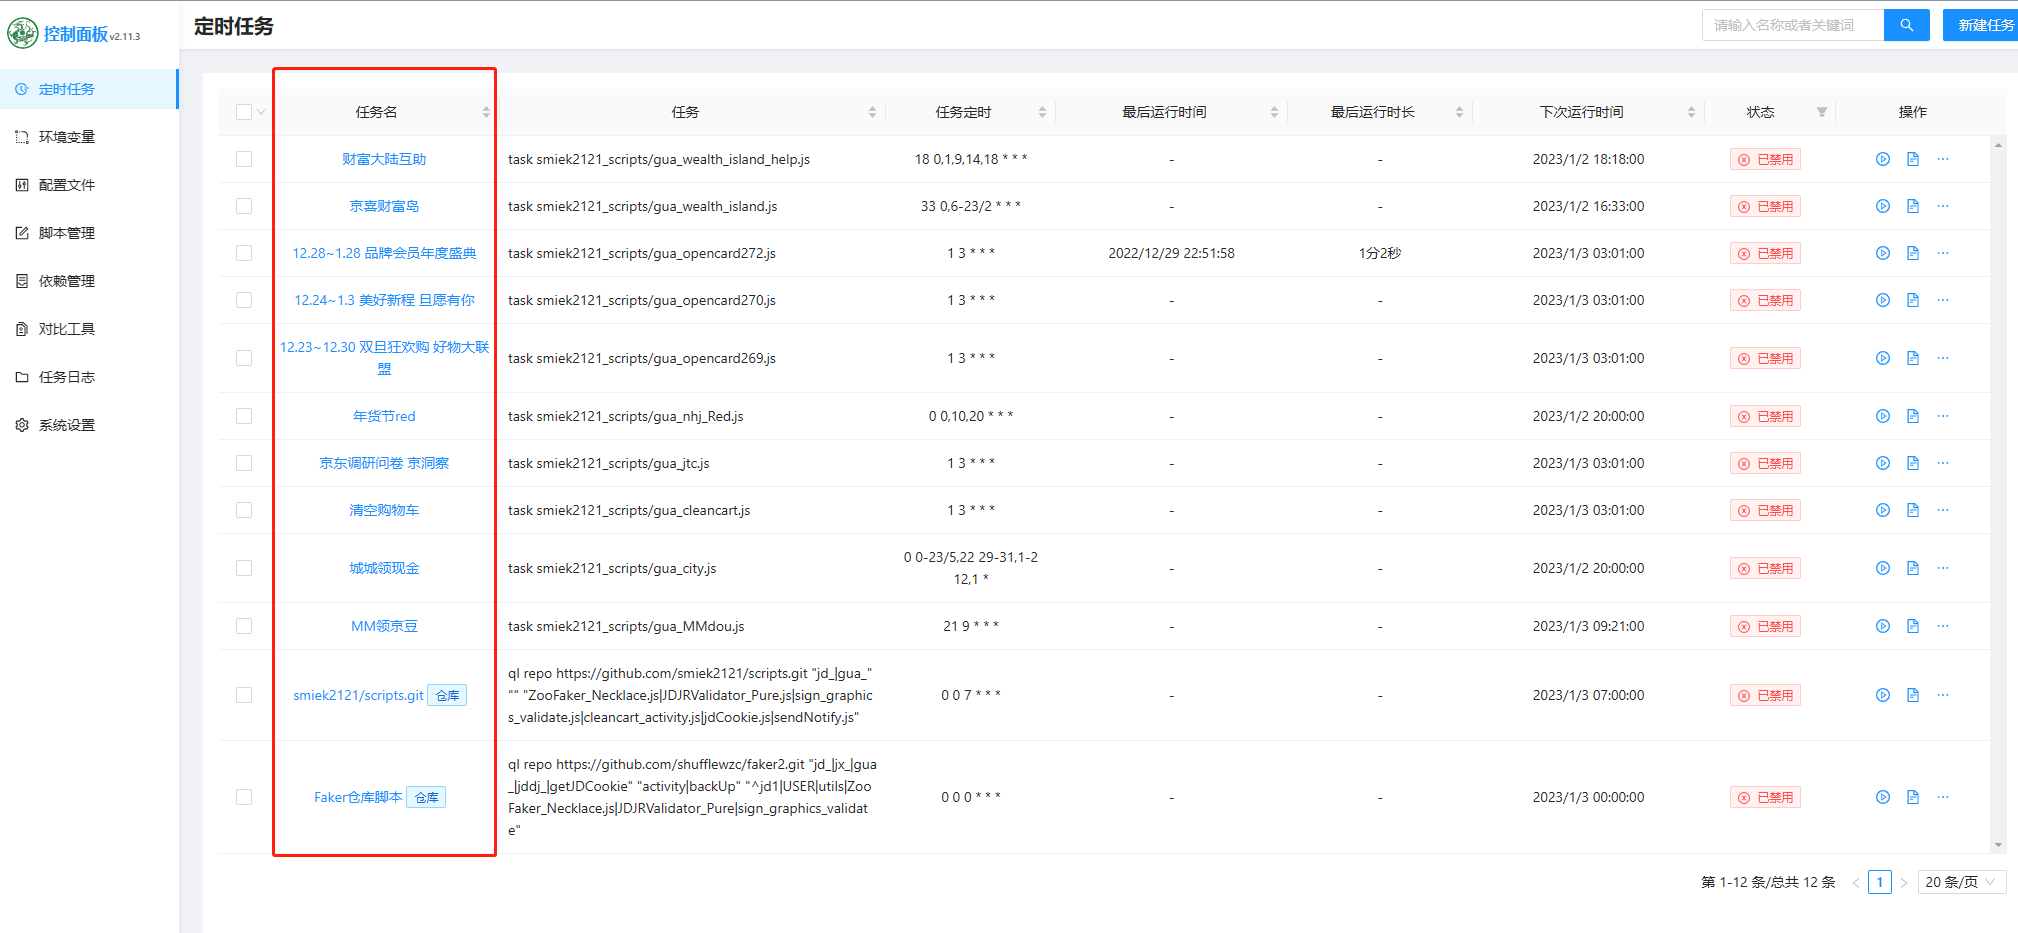 控制面板 v2.11.3
定时任务
请输入名称或者关键词
新建任务
定时任务
环境变量
配置文件
脚本管理
依赖管理
对比工具
任务日志
系统设置
任务名 任务 任务定时 最后运行时间 最后运行时长 下次运行时间 状态 操作
财富大陆互助 task smiek2121_scripts/gua_wealth_island_help.js 18 0,1,9,14,18 * * * - - 2023/1/2 18:18:00 已禁用 ...
京喜财富岛 task smiek2121_scripts/gua_wealth_island.js 33 0,6-23/2 * * * - - 2023/1/2 16:33:00 已禁用 ...
12.28~1.28 品牌会员年度盛典 task smiek2121_scripts/gua_opencard272.js 1 3 * * * 2022/12/29 22:51:58 1分2秒 2023/1/3 03:01:00 已禁用 ...
12.24~1.3 美好新程 旦愿有你 task smiek2121_scripts/gua_opencard270.js 1 3 * * * - - 2023/1/3 03:01:00 已禁用 ...
12.23~12.30 双旦狂欢购 好物大联
盟 task smiek2121_scripts/gua_opencard269.js 1 3 * * * - - 2023/1/3 03:01:00 已禁用 ...
年货节red task smiek2121_scripts/gua_nhj_Red.js 0 0,10,20 * * * - - 2023/1/2 20:00:00 已禁用 ...
京东调研问卷 京洞察 task smiek2121_scripts/gua_jtc.js 1 3 * * * - - 2023/1/3 03:01:00 已禁用 ...
清空购物车 task smiek2121_scripts/gua_cleancart.js 1 3 * * * - - 2023/1/3 03:01:00 已禁用 ...
城城领现金 task smiek2121_scripts/gua_city.js 0 0-23/5,22 29-31,1-2
12,1 * - - 2023/1/2 20:00:00 已禁用 ...
MM领京豆 task smiek2121_scripts/gua_MMdou.js 21 9 * * * - - 2023/1/3 09:21:00 已禁用 ...
smiek2121/scripts.git 仓库
ql repo https://github.com/smiek2121/scripts.git "jd_|gua_"
"" "ZooFaker_Necklace.js|JDJRValidator_Pure.js|sign_graphic
s_validate.js|cleancart_activity.js|jdCookie.js|sendNotify.js"
0 0 7 * * * - - 2023/1/3 07:00:00 已禁用 ...
Faker仓库脚本 仓库
ql repo https://github.com/shufflewzc/faker2.git "jd_|jx_|gua
_|jddj_|getJDCookie" "activity|backUp" "^jd1|USER|utils|Zoo
Faker_Necklace.js|JDJRValidator_Pure|sign_graphics_validat
e"
0 0 0 * * * - - 2023/1/3 00:00:00 已禁用 ...
第 1-12 条/总共 12 条 < 1 > 20 条/页